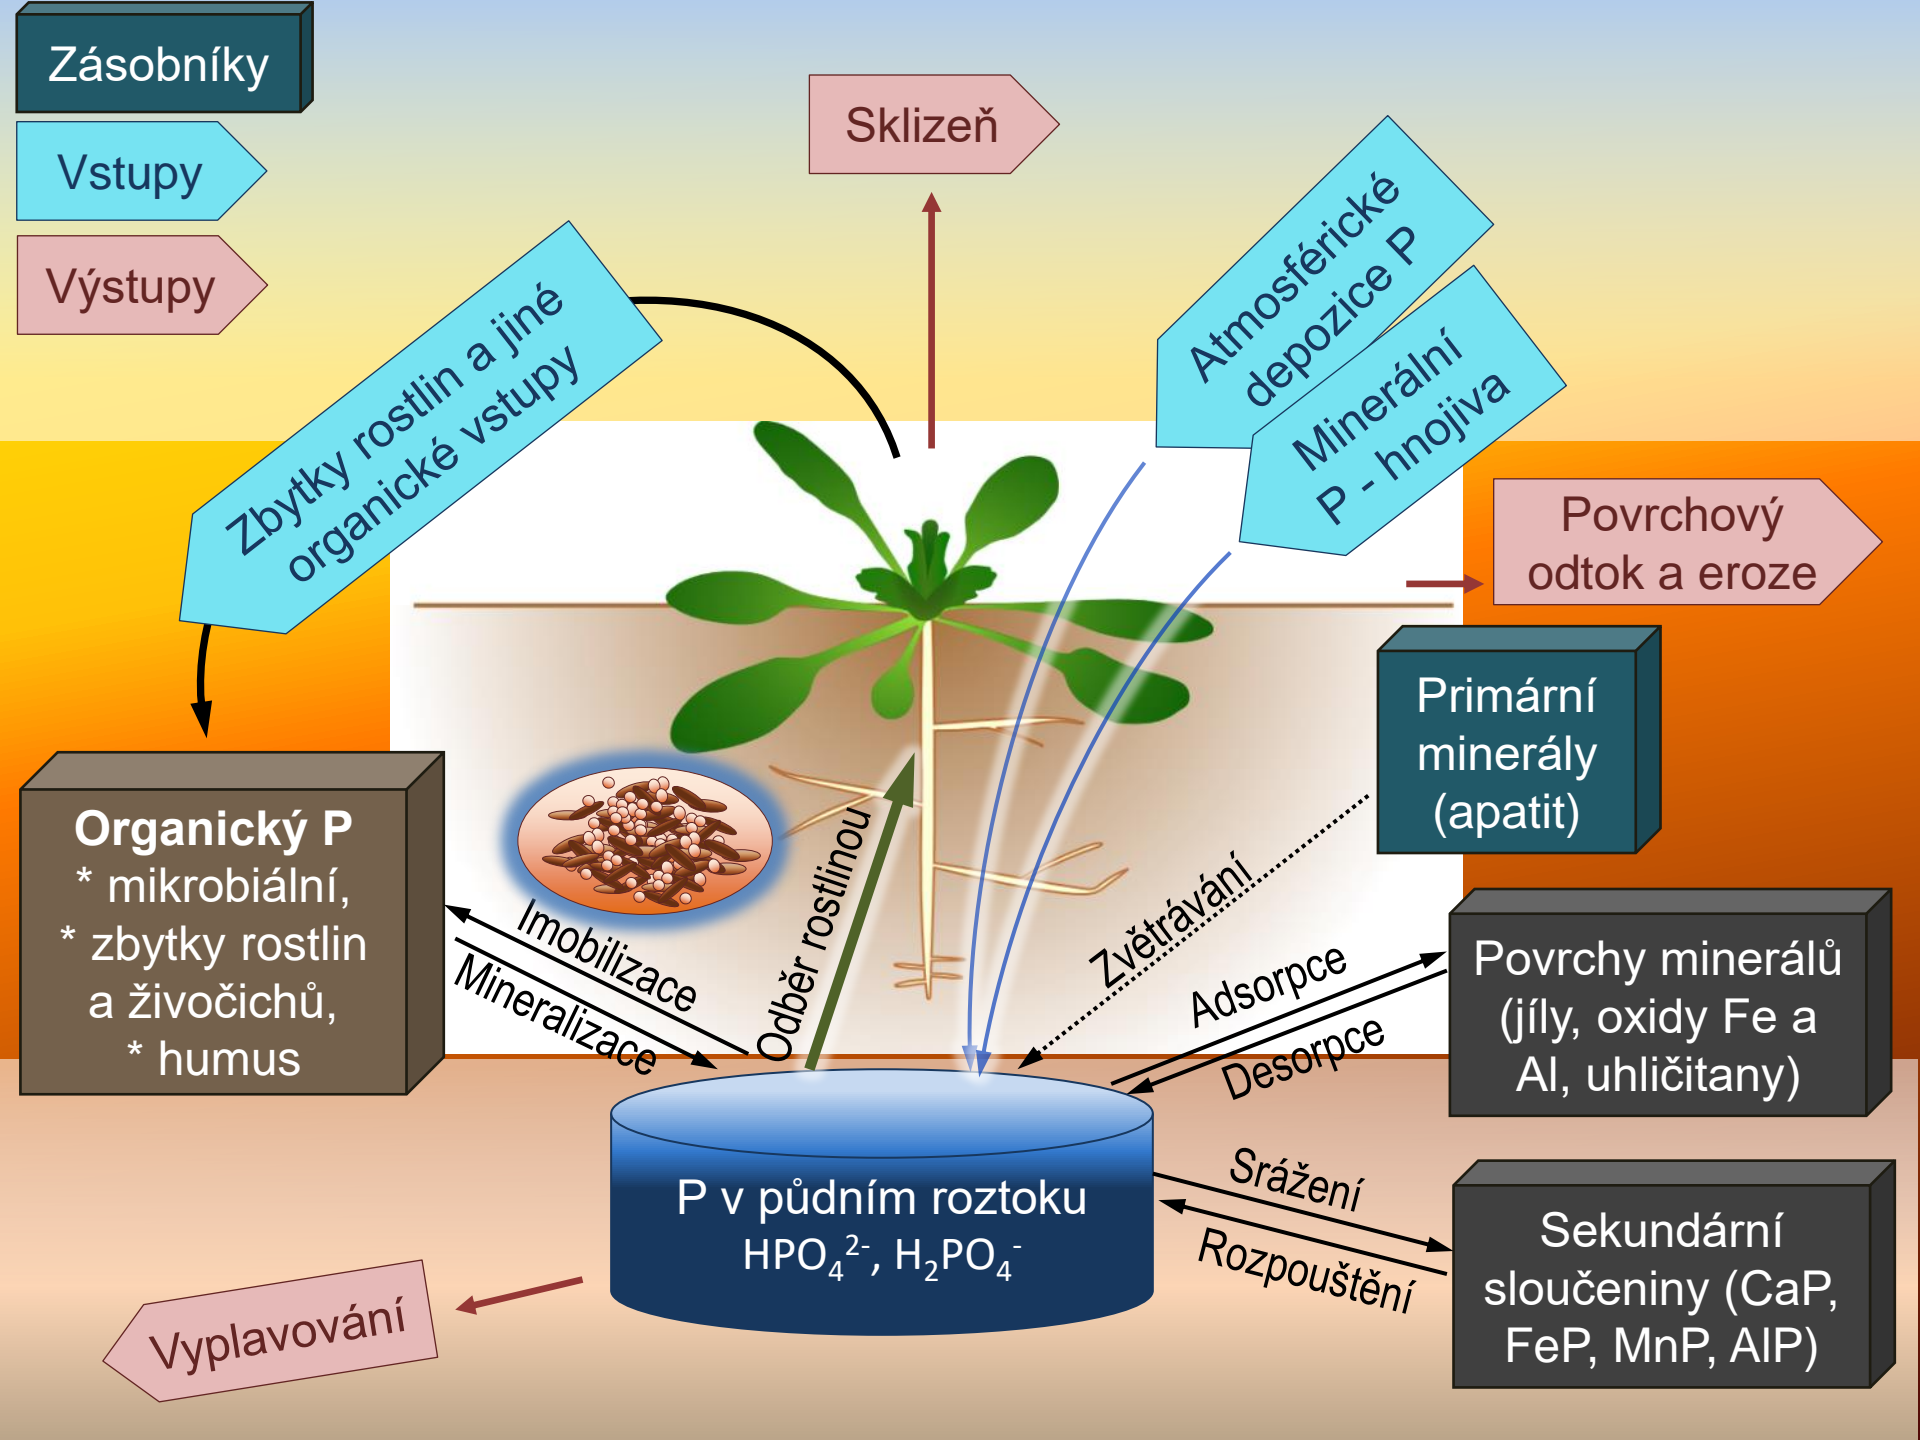 Zásobníky
Vstupy
Výstupy
Sklizeň
Zbytky rostlin a jiné
organické vstupy
Atmosférické
depozice P
Minerální
P - hnojiva
Povrchový
odtok a eroze
Primární
minerály
(apatit)
Organický P
* mikrobiální,
* zbytky rostlin
a živočichů,
* humus
Imobilizace
Mineralizace
Odběr rostlinou
Zvětrávání
Adsorpce
Desorpce
Povrchy minerálů
(jíly, oxidy Fe a
Al, uhličitany)
P v půdním roztoku
HPO₄²⁻, H₂PO₄⁻
Srážení
Rozpouštění
Sekundární
sloučeniny (CaP,
FeP, MnP, AlP)
Vyplavování